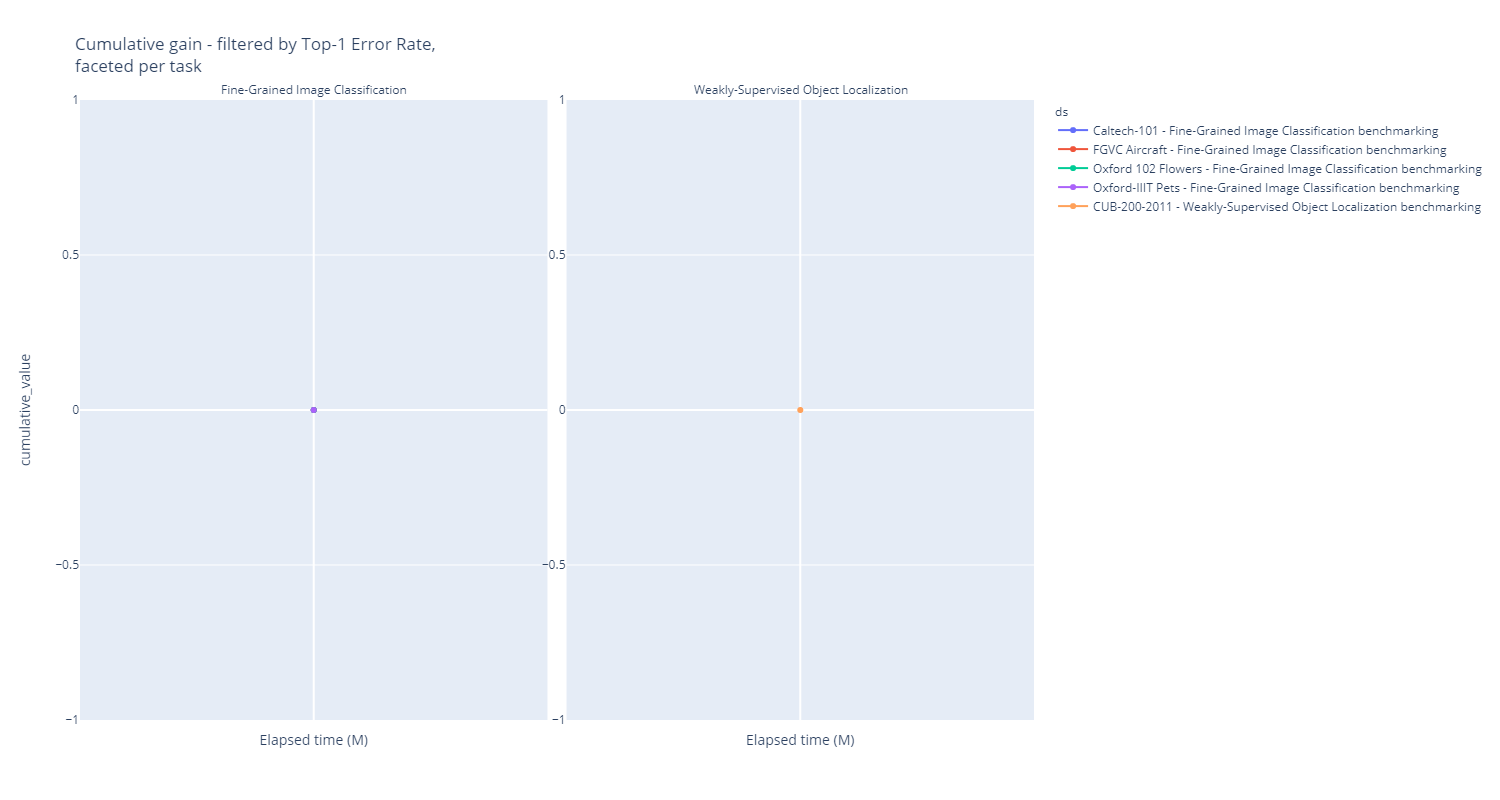 Cumulative gain - filtered by Top-1 Error Rate,
faceted per task
Fine-Grained Image Classification
Weakly-Supervised Object Localization
1
0.5
0
−0.5
−1
1
0.5
0
−0.5
−1
cumulative_value
Elapsed time (M)
Elapsed time (M)
ds
Caltech-101 - Fine-Grained Image Classification benchmarking
FGVC Aircraft - Fine-Grained Image Classification benchmarking
Oxford 102 Flowers - Fine-Grained Image Classification benchmarking
Oxford-IIIT Pets - Fine-Grained Image Classification benchmarking
CUB-200-2011 - Weakly-Supervised Object Localization benchmarking